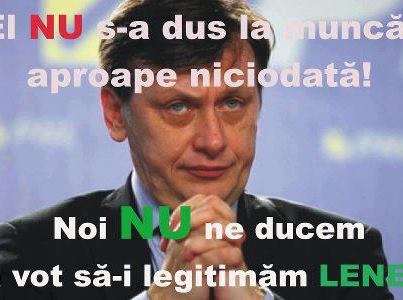 El NU s-a dus la muncă
aproape niciodată!
Noi NU ne ducem
vot să-i legitimăm LENE